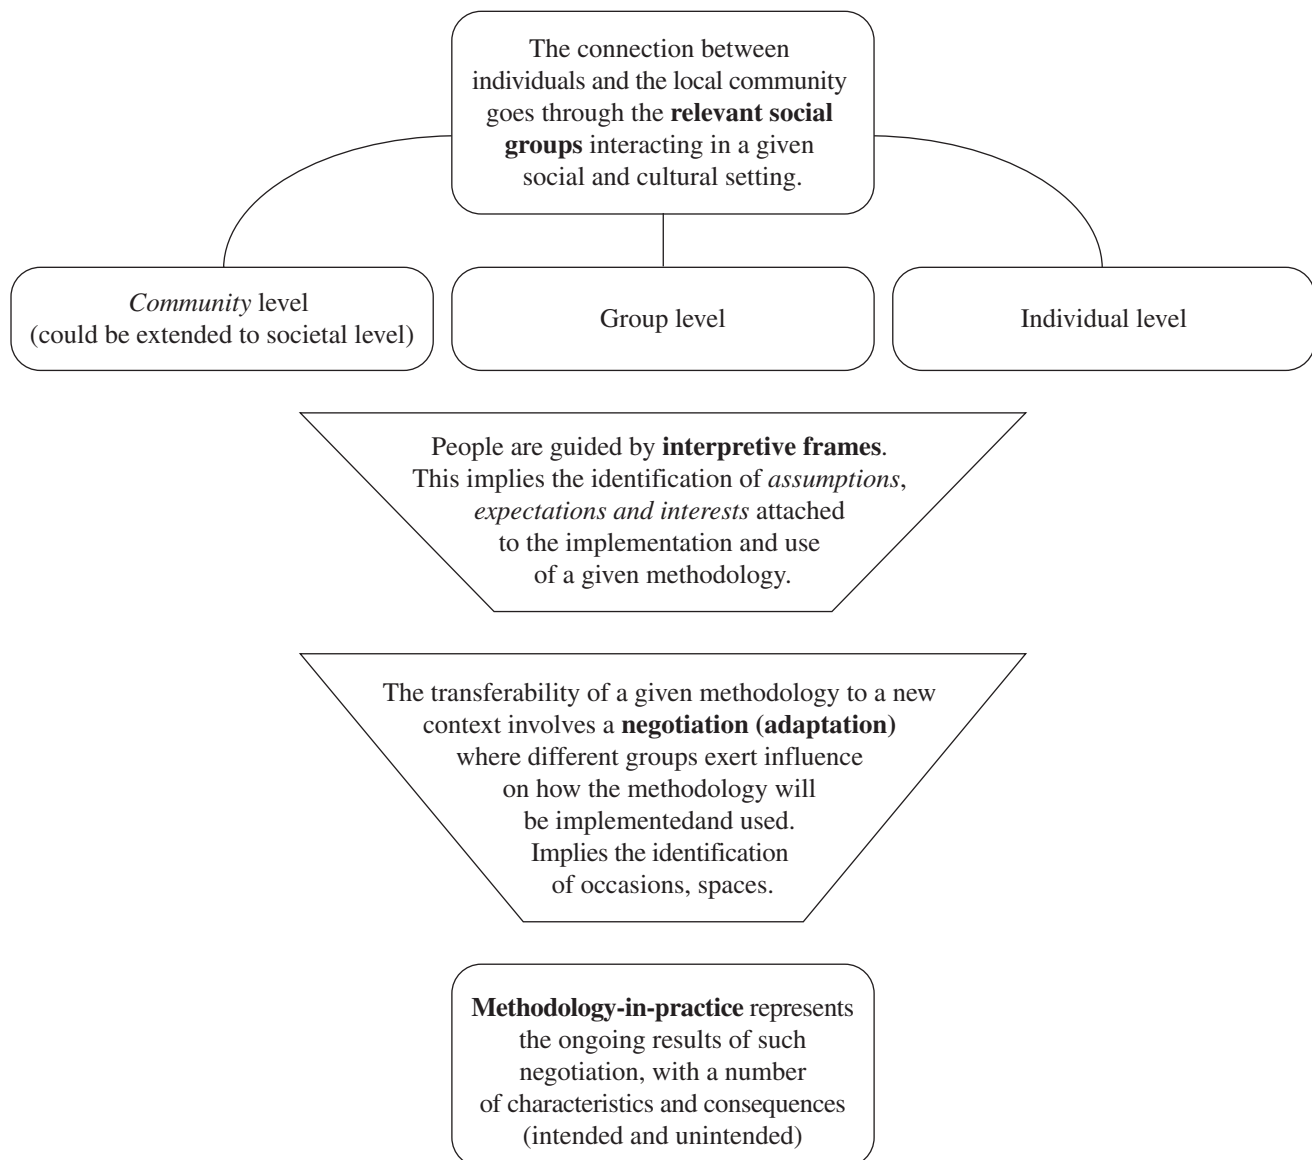 The connection between
individuals and the local community
goes through the relevant social
groups interacting in a given
social and cultural setting.
Community level
(could be extended to societal level)
Group level
Individual level
People are guided by interpretive frames.
This implies the identification of assumptions,
expectations and interests attached
to the implementation and use
of a given methodology.
The transferability of a given methodology to a new
context involves a negotiation (adaptation)
where different groups exert influence
on how the methodology will
be implementedand used.
Implies the identification
of occasions, spaces.
Methodology-in-practice represents
the ongoing results of such
negotiation, with a number
of characteristics and consequences
(intended and unintended)